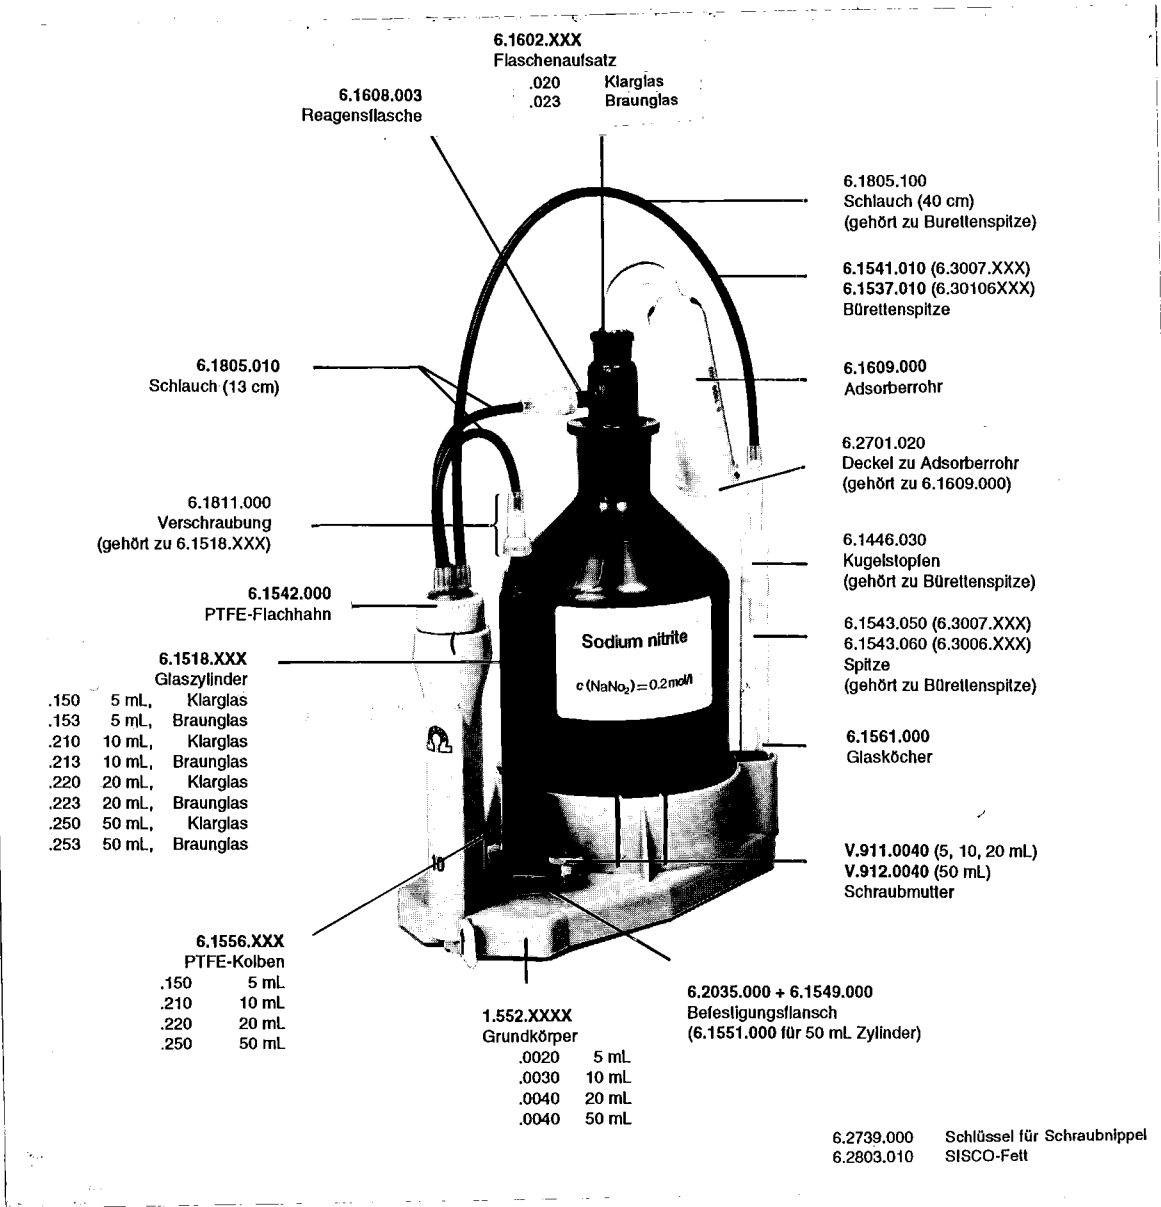 6.1602.XXX
Flaschenaufsatz
.020 Klarglas
.023 Braunglas
6.1608.003
Reagensflasche
6.1805.100
Schlauch (40 cm)
(gehört zu Burettenspitze)
6.1541.010 (6.3007.XXX)
6.1537.010 (6.30106XXX)
Bürettenspitze
6.1805.010
Schlauch (13 cm)
6.1609.000
Adsorberrohr
6.2701.020
Deckel zu Adsorberrohr
(gehört zu 6.1609.000)
6.1811.000
Verschraubung
(gehört zu 6.1518.XXX)
6.1446.030
Kugelstopfen
(gehört zu Bürettenspitze)
6.1542.000
PTFE-Flachhahn
6.1543.050 (6.3007.XXX)
6.1543.060 (6.3006.XXX)
Spitze
(gehört zu Bürettenspitze)
Sodium nitrite
c(NaNo₂)=0.2mol/l
6.1518.XXX
Glaszylinder
.150 5 mL, Klarglas
.153 5 mL, Braunglas
.210 10 mL, Klarglas
.213 10 mL, Braunglas
.220 20 mL, Klarglas
.223 20 mL, Braunglas
.250 50 mL, Klarglas
.253 50 mL, Braunglas
Ω
10
6.1561.000
Glasköcher
V.911.0040 (5, 10, 20 mL)
V.912.0040 (50 mL)
Schraubmutter
6.1556.XXX
PTFE-Kolben
.150 5 mL
.210 10 mL
.220 20 mL
.250 50 mL
1.552.XXXX
Grundkörper
.0020 5 mL
.0030 10 mL
.0040 20 mL
.0040 50 mL
6.2035.000 + 6.1549.000
Befestigungsflansch
(6.1551.000 für 50 mL Zylinder)
6.2739.000 Schlüssel für Schraubnippel
6.2803.010 SISCO-Fett